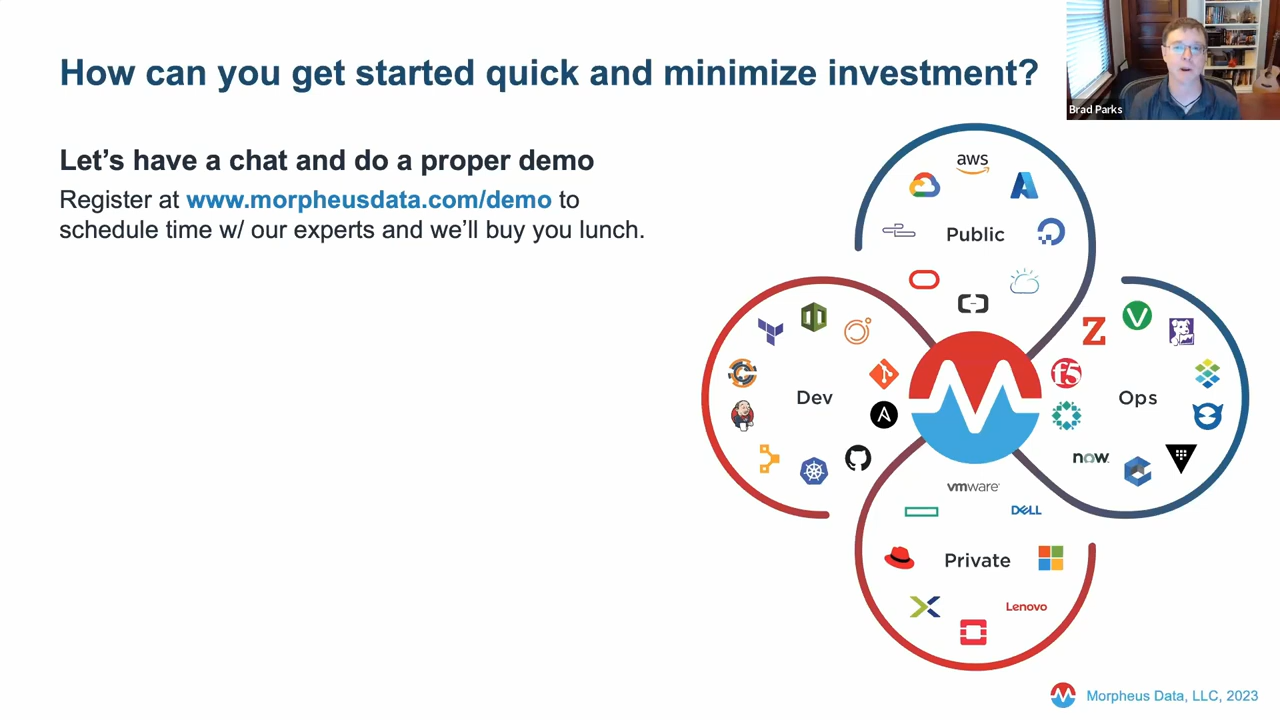 How can you get started quick and minimize investment?
Brad Parks
Let’s have a chat and do a proper demo
Register at www.morpheusdata.com/demo to
schedule time w/ our experts and we’ll buy you lunch.
aws
Public
Z
V
f5
Dev
Ops
A
now
vmware
DELL
Private
Lenovo
Morpheus Data, LLC, 2023